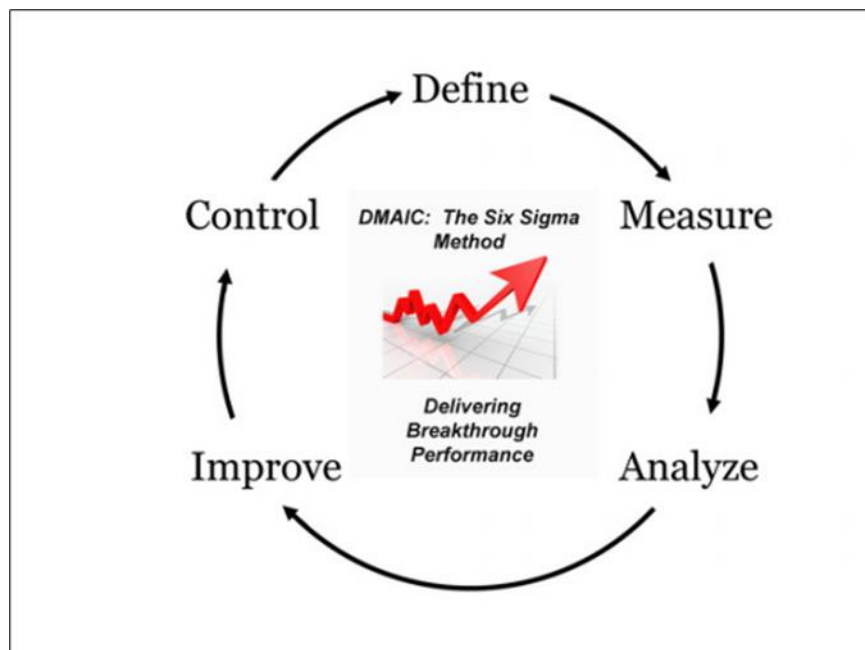 Define
Control
Measure
DMAIC: The Six Sigma
Method
Delivering
Breakthrough
Performance
Improve
Analyze